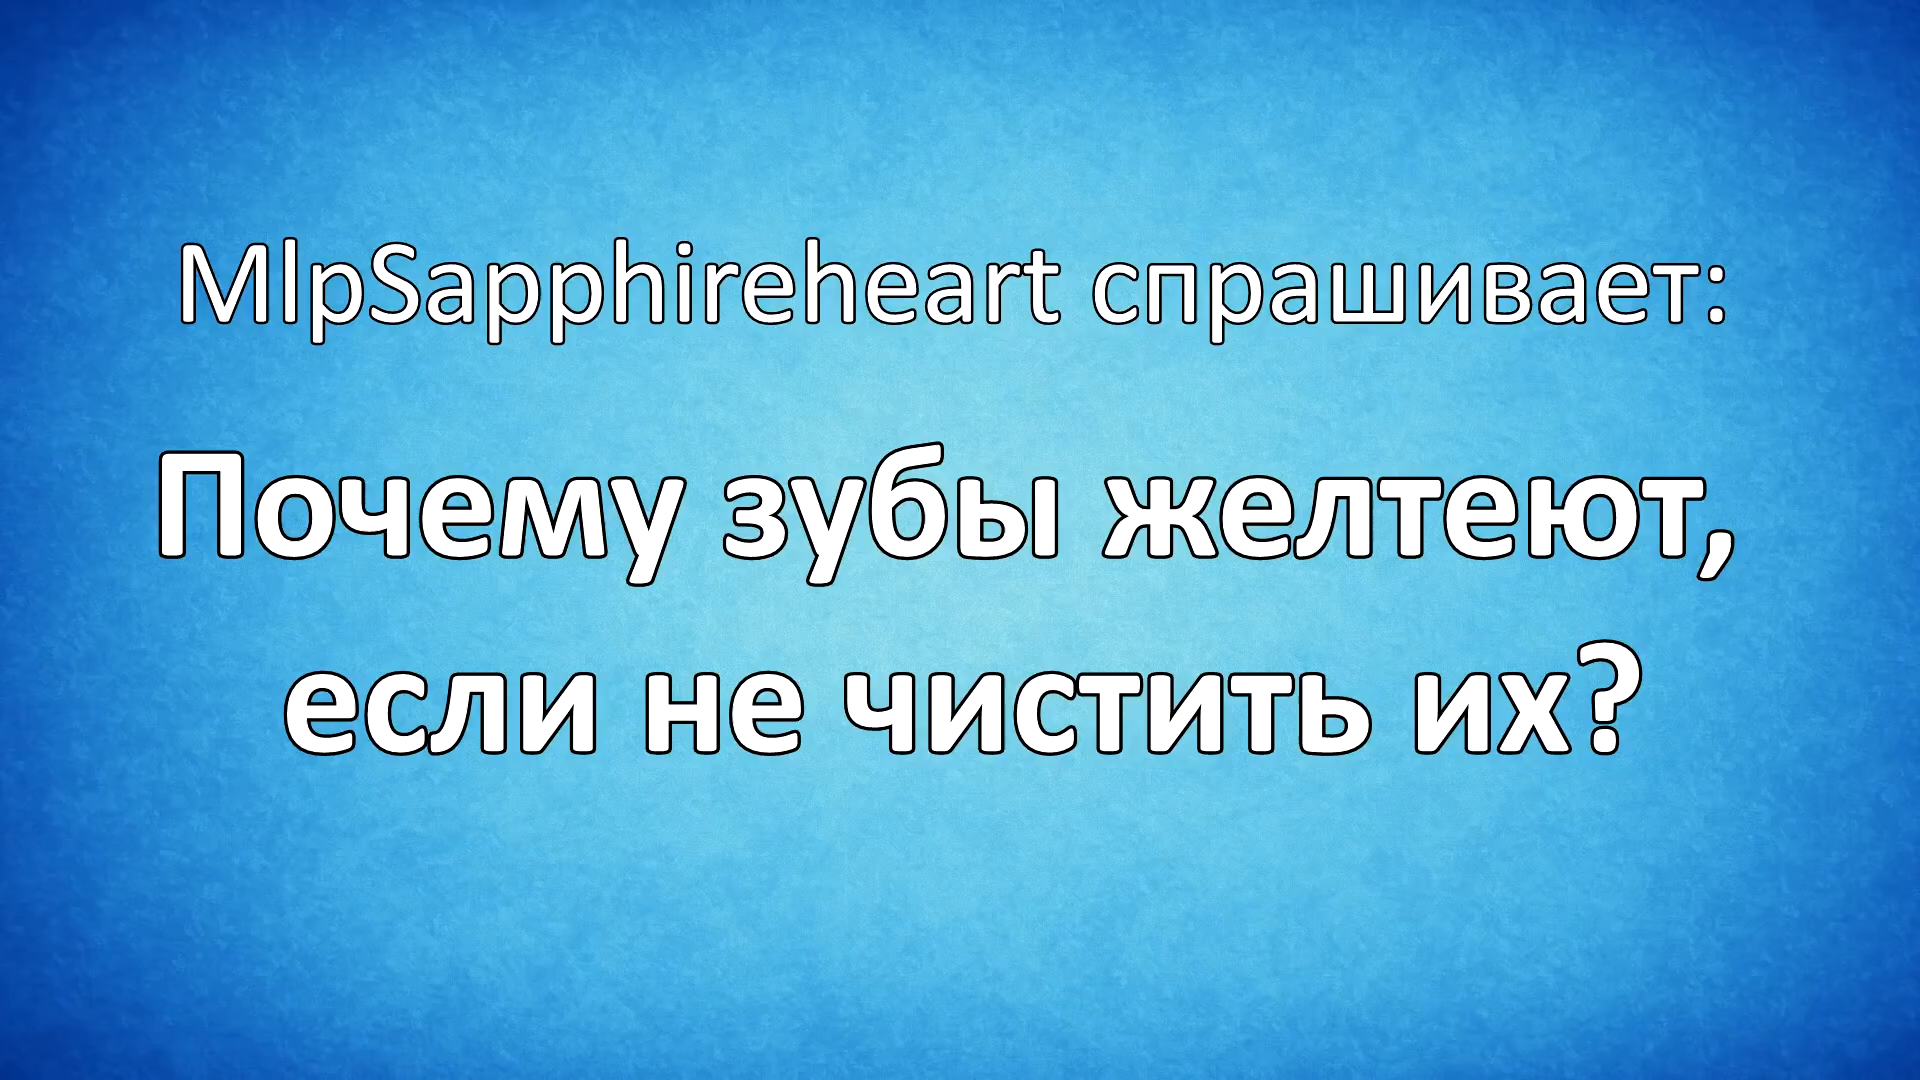 MlpSapphireheart спрашивает:
Почему зубы желтеют,
если не чистить их?